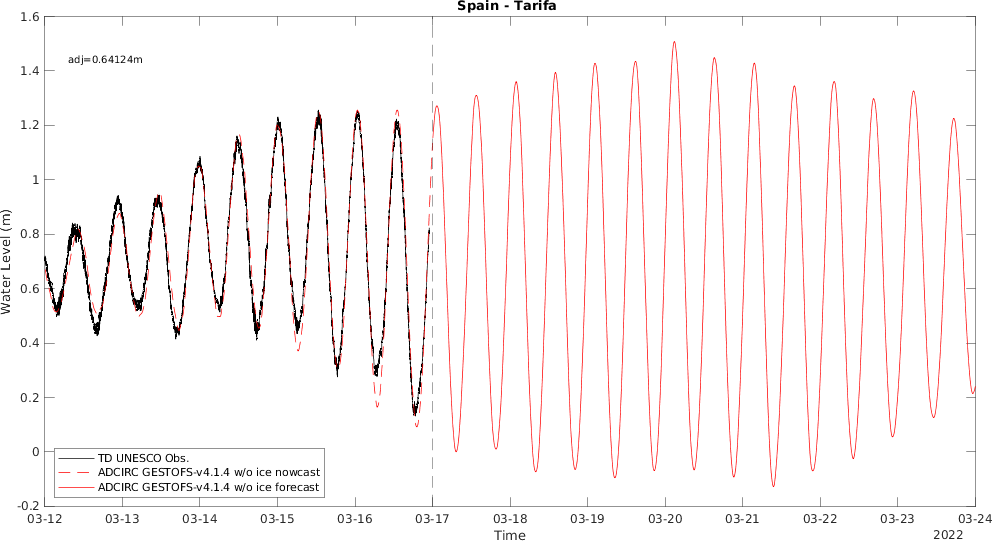 Spain - Tarifa
1.6
1.4
1.2
1
0.8
0.6
0.4
0.2
0
-0.2
Water Level (m)
adj=0.64124m
TD UNESCO Obs.
ADCIRC GESTOFS-v4.1.4 w/o ice nowcast
ADCIRC GESTOFS-v4.1.4 w/o ice forecast
03-12 03-13 03-14 03-15 03-16 03-17 03-18 03-19 03-20 03-21 03-22 03-23 03-24
Time
2022